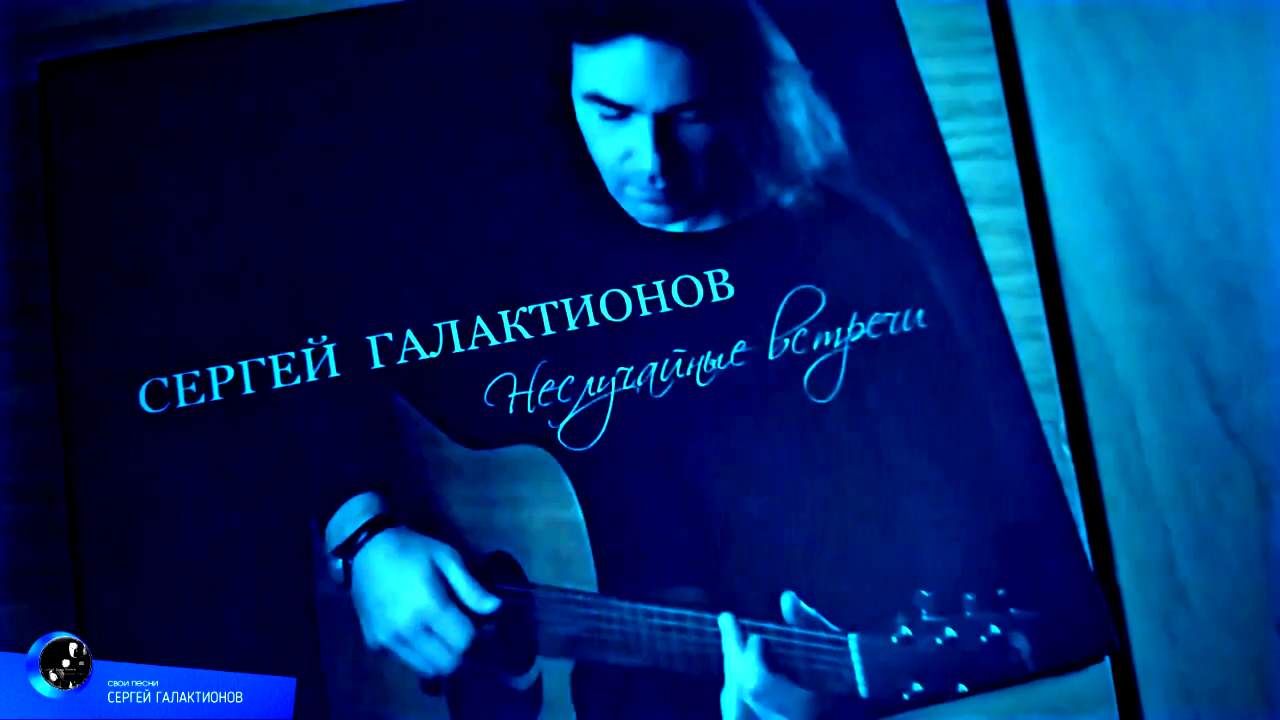 СЕРГЕЙ ГАЛАКТИОНОВ
Неслучайные встречи
СВОИ ПЕСНИ
СЕРГЕЙ ГАЛАКТИОНОВ